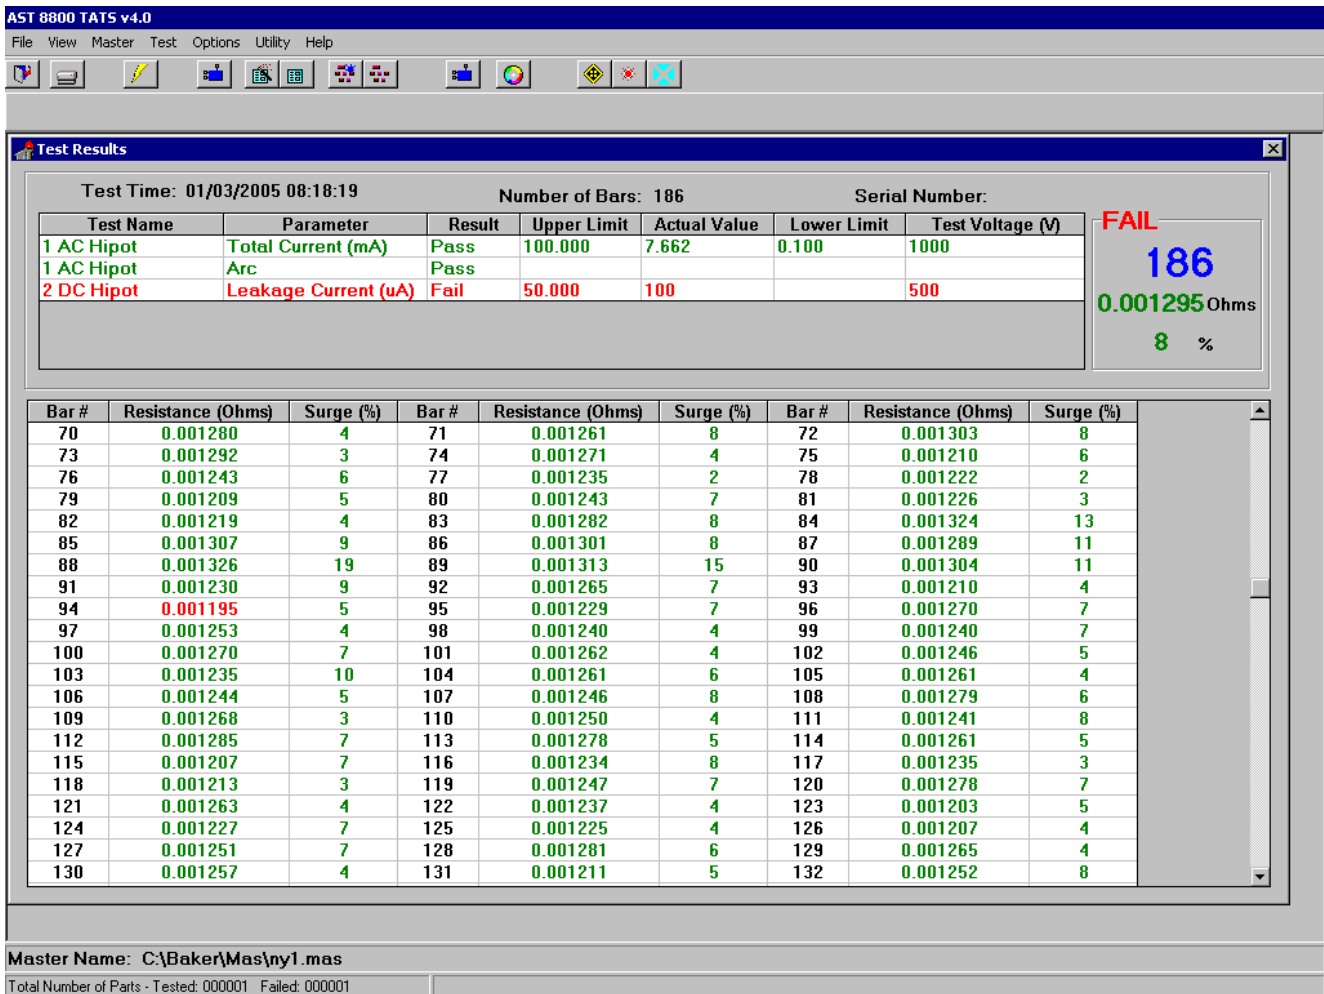 AST 8800 TATS v4.0
File View Master Test Options Utility Help
Test Results
Test Time: 01/03/2005 08:18:19 Number of Bars: 186 Serial Number:
Test Name Parameter Result Upper Limit Actual Value Lower Limit Test Voltage (V)
1 AC Hipot Total Current (mA) Pass 100.000 7.662 0.100 1000
1 AC Hipot Arc Pass
2 DC Hipot Leakage Current (uA) Fail 50.000 100 500
FAIL
186
0.001295 Ohms
8 %
Bar # Resistance (Ohms) Surge (%) Bar # Resistance (Ohms) Surge (%) Bar # Resistance (Ohms) Surge (%)
70 0.001280 4 71 0.001261 8 72 0.001303 8
73 0.001292 3 74 0.001271 4 75 0.001210 6
76 0.001243 6 77 0.001235 2 78 0.001222 2
79 0.001209 5 80 0.001243 7 81 0.001226 3
82 0.001219 4 83 0.001282 8 84 0.001324 13
85 0.001307 9 86 0.001301 8 87 0.001289 11
88 0.001326 19 89 0.001313 15 90 0.001304 11
91 0.001230 9 92 0.001265 7 93 0.001210 4
94 0.001195 5 95 0.001229 7 96 0.001270 7
97 0.001253 4 98 0.001240 4 99 0.001240 7
100 0.001270 7 101 0.001262 4 102 0.001246 5
103 0.001235 10 104 0.001261 6 105 0.001261 4
106 0.001244 5 107 0.001246 8 108 0.001279 6
109 0.001268 3 110 0.001250 4 111 0.001241 8
112 0.001285 7 113 0.001278 5 114 0.001261 5
115 0.001207 7 116 0.001234 8 117 0.001235 3
118 0.001213 3 119 0.001247 7 120 0.001278 7
121 0.001263 4 122 0.001237 4 123 0.001203 5
124 0.001227 7 125 0.001225 4 126 0.001207 4
127 0.001251 7 128 0.001281 6 129 0.001265 4
130 0.001257 4 131 0.001211 5 132 0.001252 8
Master Name: C:\Baker\Mas\ny1.mas
Total Number of Parts - Tested: 000001 Failed: 000001